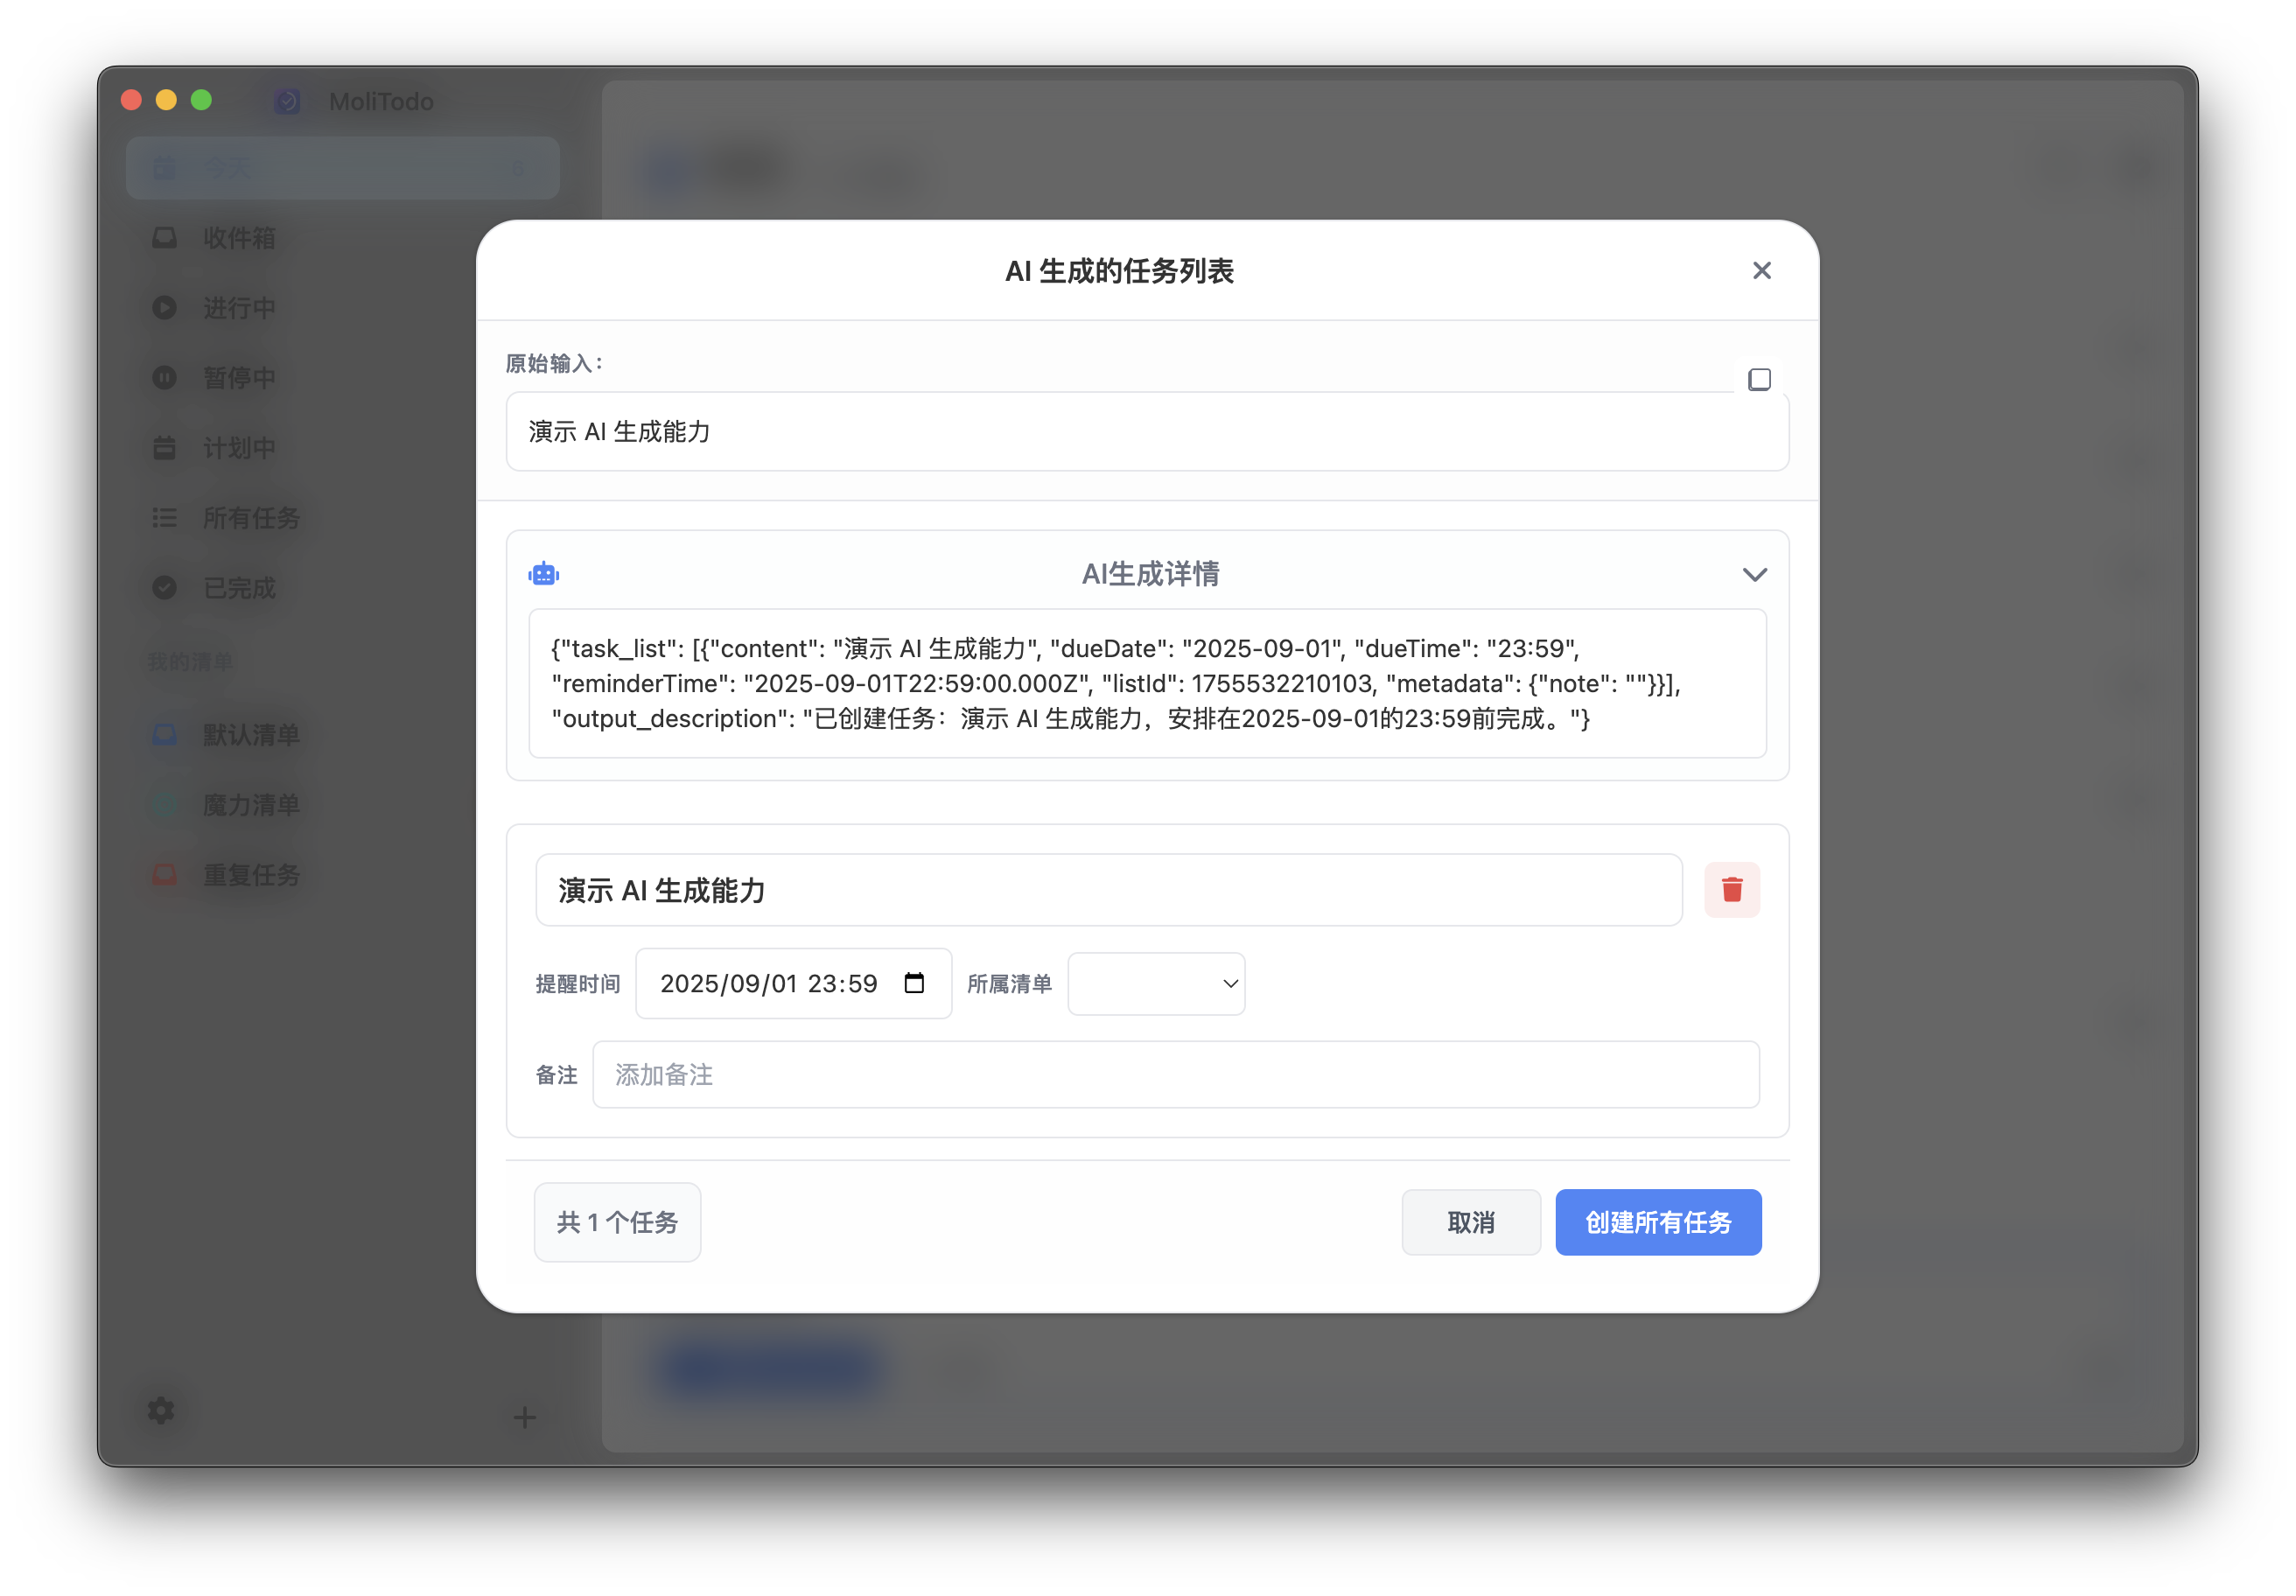 MoliTodo
今天
6
收件箱
进行中
暂停中
计划中
所有任务
已完成
我的清单
默认清单
魔力清单
重复任务
AI 生成的任务列表
原始输入：
演示 AI 生成能力
AI生成详情
{"task_list": [{"content": "演示 AI 生成能力", "dueDate": "2025-09-01", "dueTime": "23:59",
"reminderTime": "2025-09-01T22:59:00.000Z", "listId": 1755532210103, "metadata": {"note": ""}}],
"output_description": "已创建任务：演示 AI 生成能力，安排在2025-09-01的23:59前完成。"}
演示 AI 生成能力
提醒时间 2025/09/01 23:59 所属清单
备注 添加备注
共 1 个任务
取消
创建所有任务